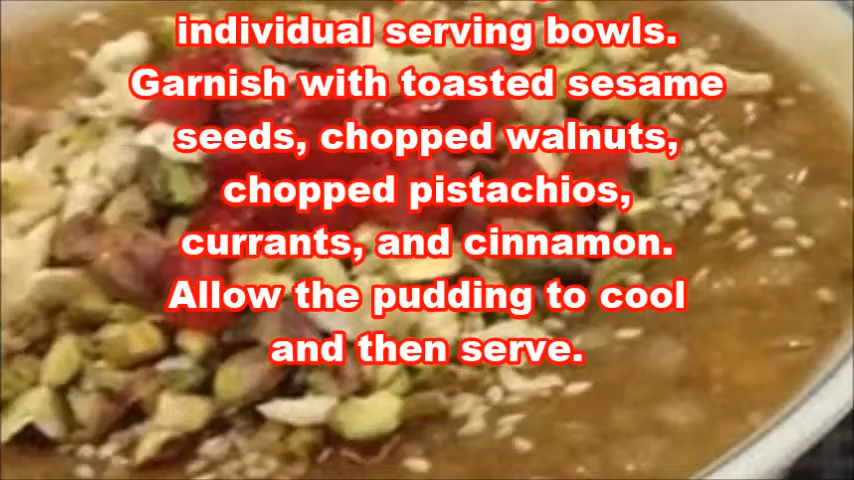 individual serving bowls.
Garnish with toasted sesame
seeds, chopped walnuts,
chopped pistachios,
currants, and cinnamon.
Allow the pudding to cool
and then serve.